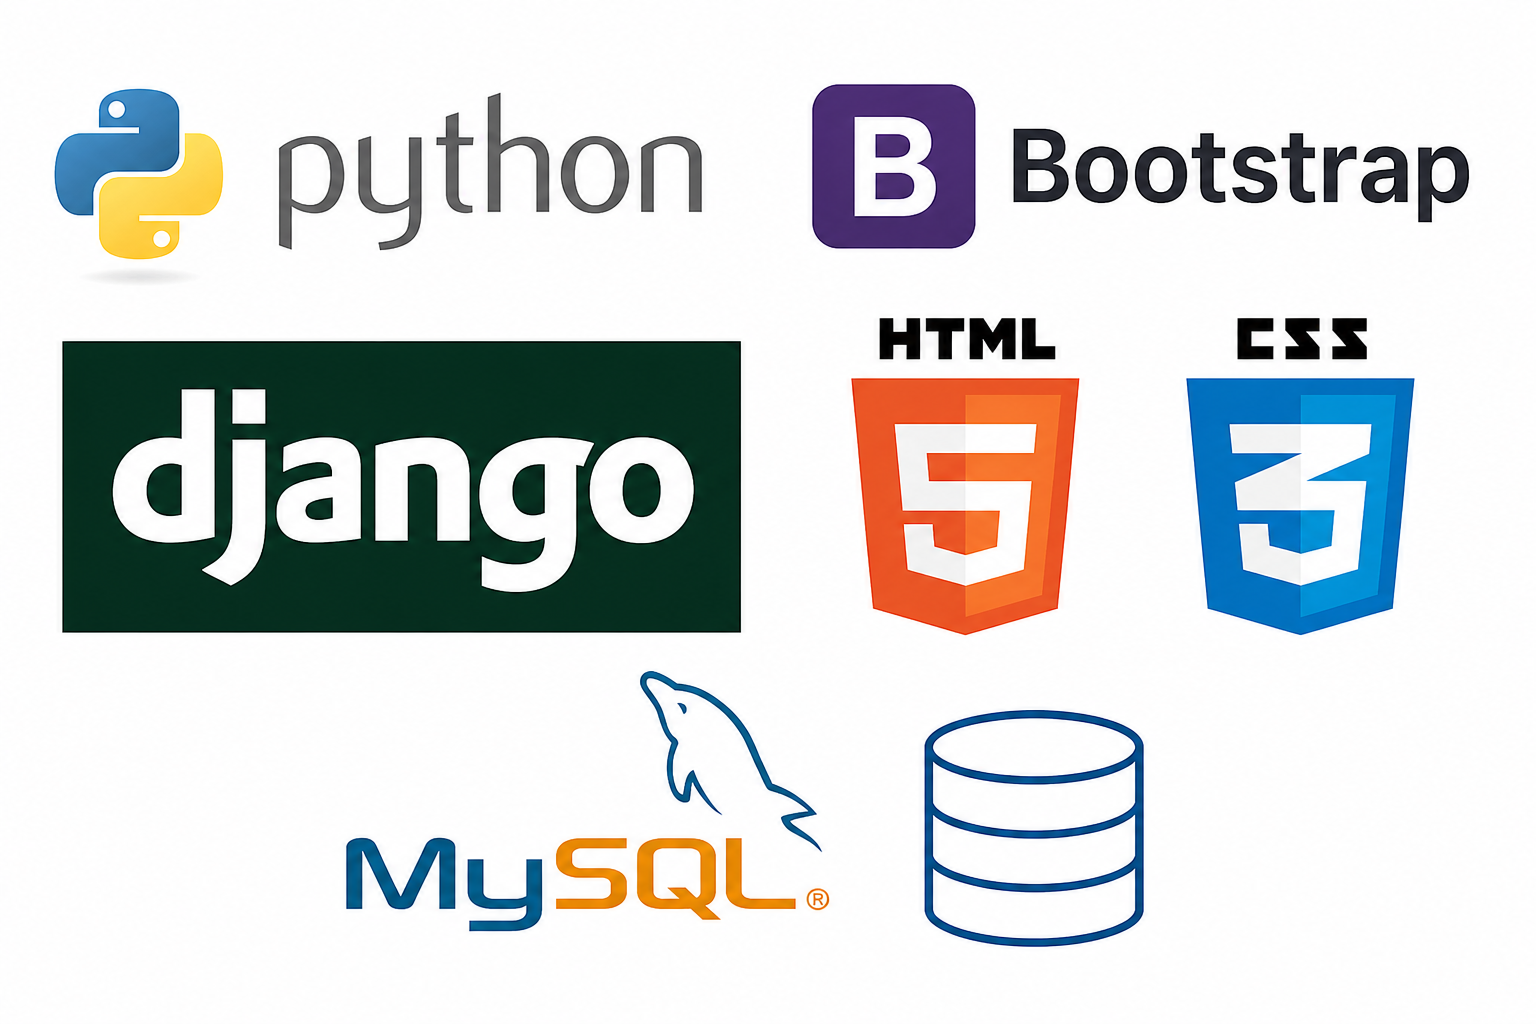 python
B Bootstrap
django
HTML
5
CSS
3
MySQL®